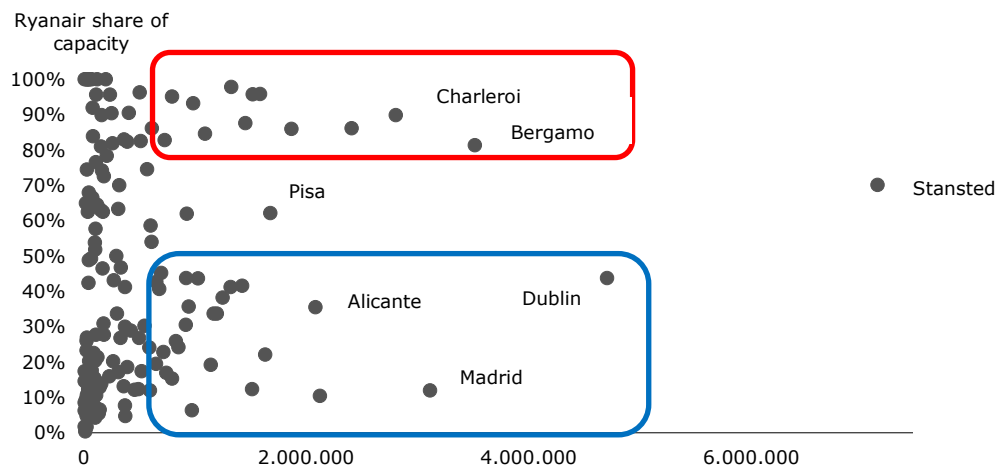 Ryanair share of
capacity
100%
90%
80%
70%
60%
50%
40%
30%
20%
10%
0%
Charleroi
Bergamo
Pisa
Stansted
Alicante
Dublin
Madrid
0
2.000.000
4.000.000
6.000.000